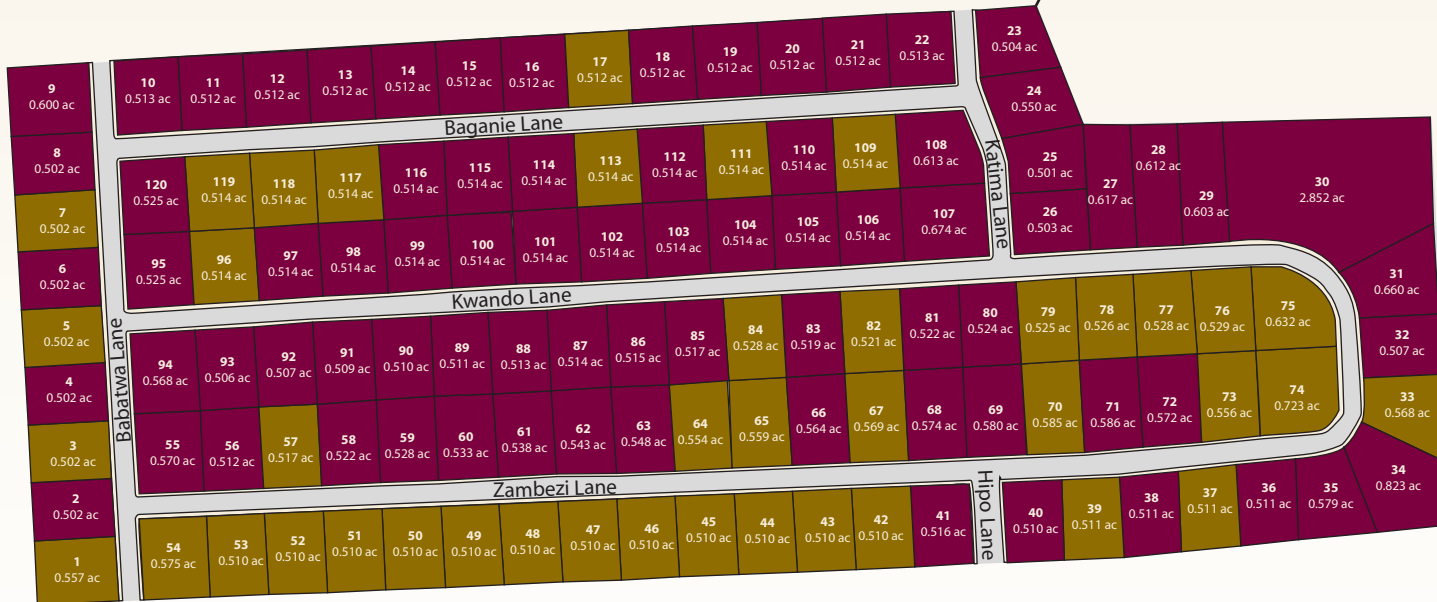 9
0.600 ac
8
0.502 ac
7
0.502 ac
6
0.502 ac
5
0.502 ac
4
0.502 ac
3
0.502 ac
2
0.502 ac
1
0.557 ac
Babatwa Lane
10
0.513 ac
11
0.512 ac
12
0.512 ac
13
0.512 ac
14
0.512 ac
15
0.512 ac
16
0.512 ac
17
0.512 ac
18
0.512 ac
19
0.512 ac
20
0.512 ac
21
0.512 ac
22
0.513 ac
23
0.504 ac
24
0.550 ac
Baganie Lane
Katima Lane
120
0.525 ac
119
0.514 ac
118
0.514 ac
117
0.514 ac
116
0.514 ac
115
0.514 ac
114
0.514 ac
113
0.514 ac
112
0.514 ac
111
0.514 ac
110
0.514 ac
109
0.514 ac
108
0.613 ac
95
0.525 ac
96
0.514 ac
97
0.514 ac
98
0.514 ac
99
0.514 ac
100
0.514 ac
101
0.514 ac
102
0.514 ac
103
0.514 ac
104
0.514 ac
105
0.514 ac
106
0.514 ac
107
0.674 ac
25
0.501 ac
26
0.503 ac
27
0.617 ac
28
0.612 ac
29
0.603 ac
30
2.852 ac
31
0.660 ac
32
0.507 ac
33
0.568 ac
34
0.823 ac
Kwando Lane
94
0.568 ac
93
0.506 ac
92
0.507 ac
91
0.509 ac
90
0.510 ac
89
0.511 ac
88
0.513 ac
87
0.514 ac
86
0.515 ac
85
0.517 ac
84
0.528 ac
83
0.519 ac
82
0.521 ac
81
0.522 ac
80
0.524 ac
79
0.525 ac
78
0.526 ac
77
0.528 ac
76
0.529 ac
75
0.632 ac
55
0.570 ac
56
0.512 ac
57
0.517 ac
58
0.522 ac
59
0.528 ac
60
0.533 ac
61
0.538 ac
62
0.543 ac
63
0.548 ac
64
0.554 ac
65
0.559 ac
66
0.564 ac
67
0.569 ac
68
0.574 ac
69
0.580 ac
70
0.585 ac
71
0.586 ac
72
0.572 ac
73
0.556 ac
74
0.723 ac
Zambezi Lane
Hipo Lane
54
0.575 ac
53
0.510 ac
52
0.510 ac
51
0.510 ac
50
0.510 ac
49
0.510 ac
48
0.510 ac
47
0.510 ac
46
0.510 ac
45
0.510 ac
44
0.510 ac
43
0.510 ac
42
0.510 ac
41
0.516 ac
40
0.510 ac
39
0.511 ac
38
0.511 ac
37
0.511 ac
36
0.511 ac
35
0.579 ac